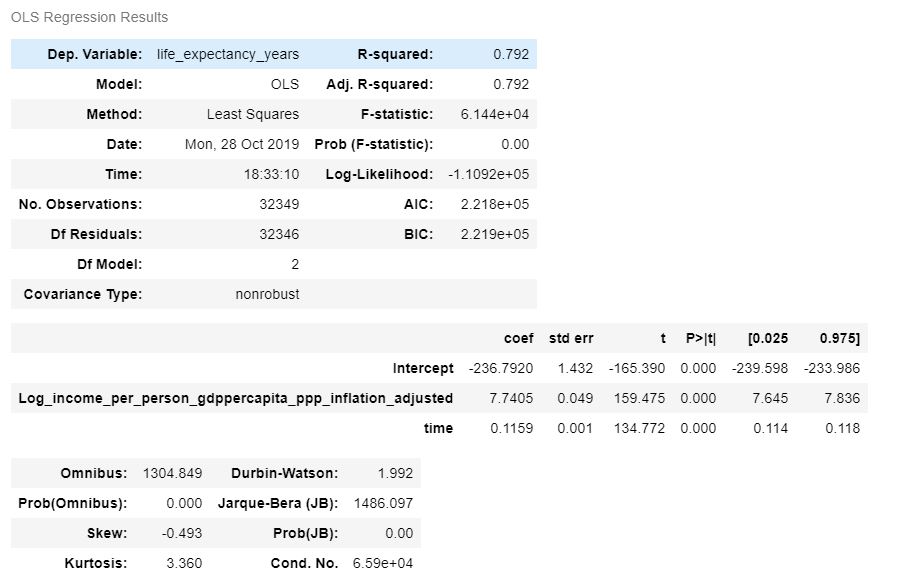 OLS Regression Results
Dep. Variable: life_expectancy_years R-squared: 0.792
Model: OLS Adj. R-squared: 0.792
Method: Least Squares F-statistic: 6.144e+04
Date: Mon, 28 Oct 2019 Prob (F-statistic): 0.00
Time: 18:33:10 Log-Likelihood: -1.1092e+05
No. Observations: 32349 AIC: 2.218e+05
Df Residuals: 32346 BIC: 2.219e+05
Df Model: 2
Covariance Type: nonrobust
coef std err t P>|t| [0.025 0.975]
Intercept -236.7920 1.432 -165.390 0.000 -239.598 -233.986
Log_income_per_person_gdppercapita_ppp_inflation_adjusted 7.7405 0.049 159.475 0.000 7.645 7.836
time 0.1159 0.001 134.772 0.000 0.114 0.118
Omnibus: 1304.849 Durbin-Watson: 1.992
Prob(Omnibus): 0.000 Jarque-Bera (JB): 1486.097
Skew: -0.493 Prob(JB): 0.00
Kurtosis: 3.360 Cond. No. 6.59e+04